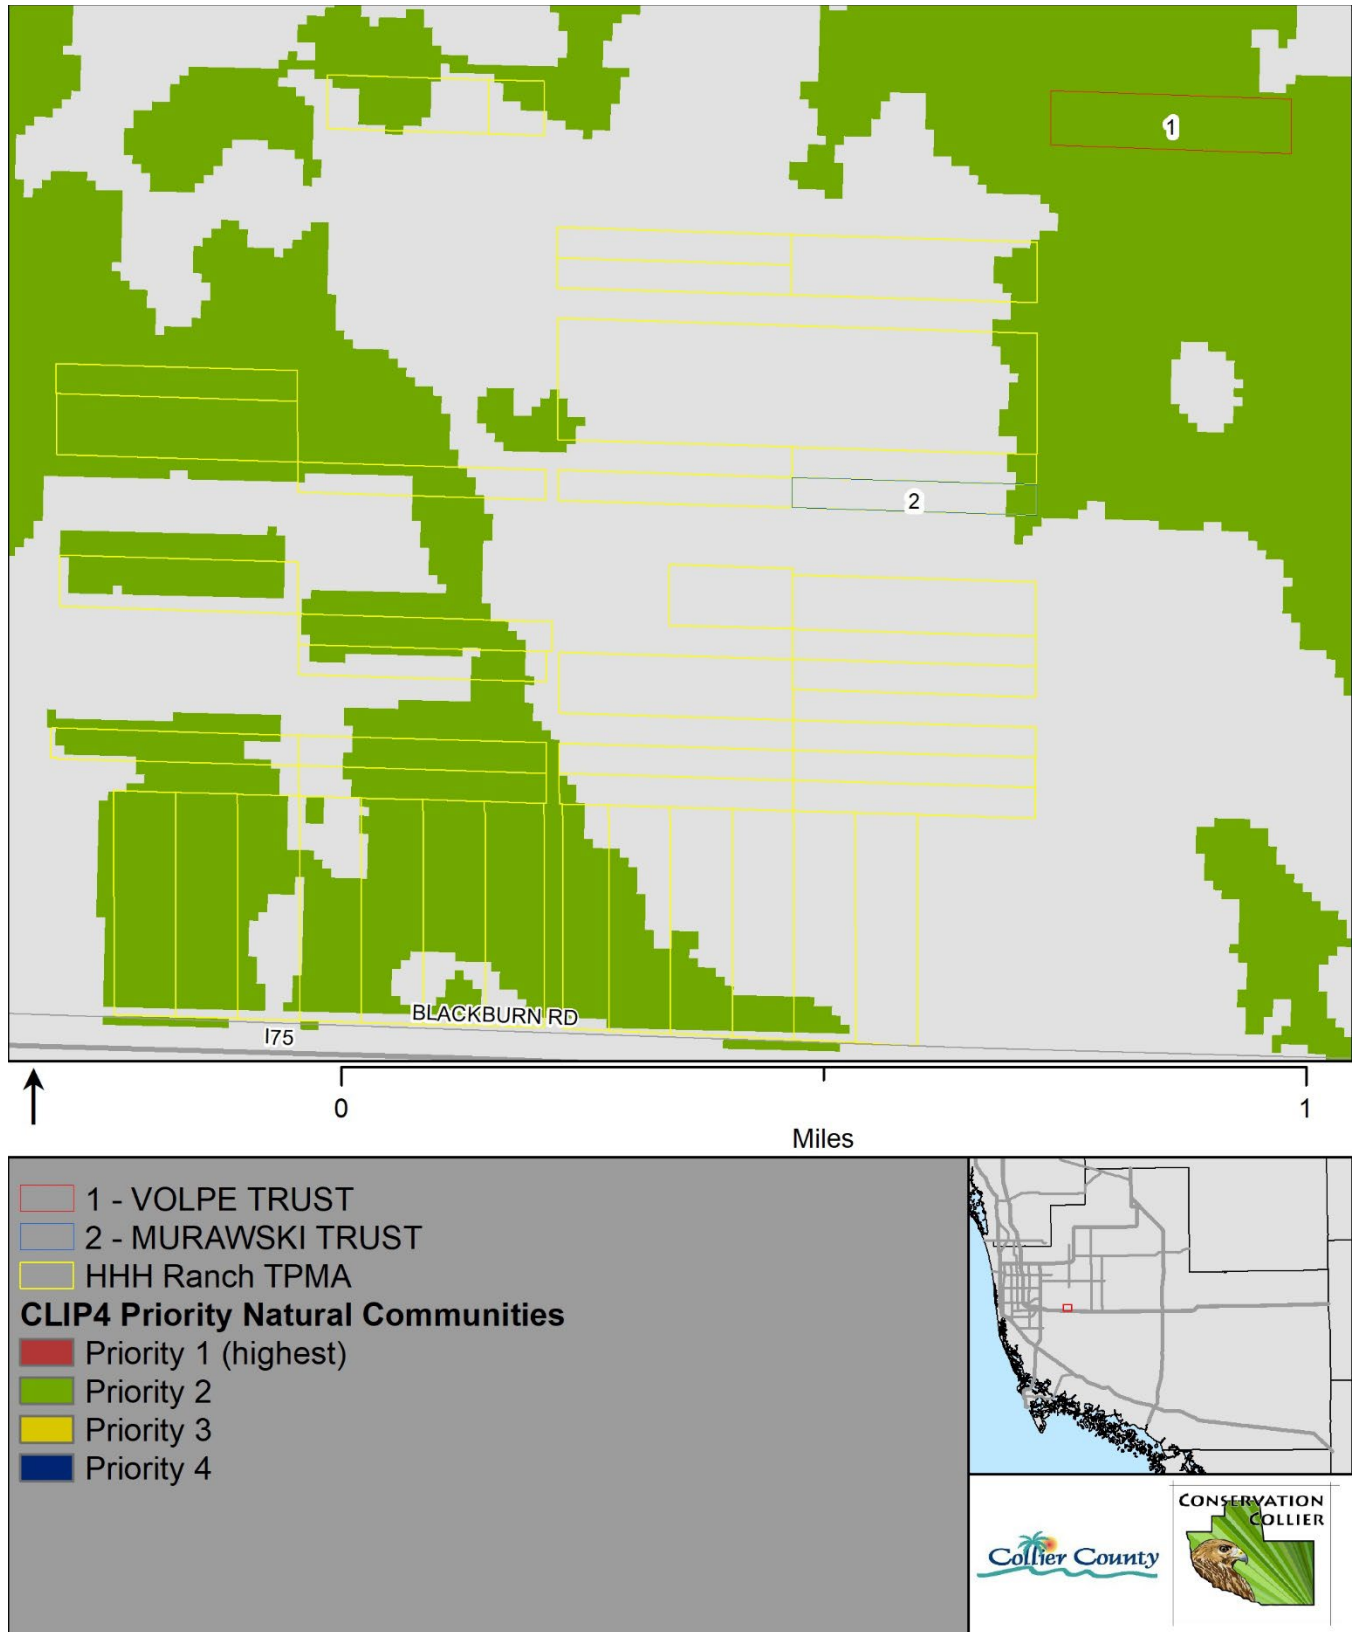 1
2
BLACKBURN RD
I75
0
1
Miles
1 - VOLPE TRUST
2 - MURAWSKI TRUST
HHH Ranch TPMA
CLIP4 Priority Natural Communities
Priority 1 (highest)
Priority 2
Priority 3
Priority 4
Collier County
CONSERVATION
COLLIER